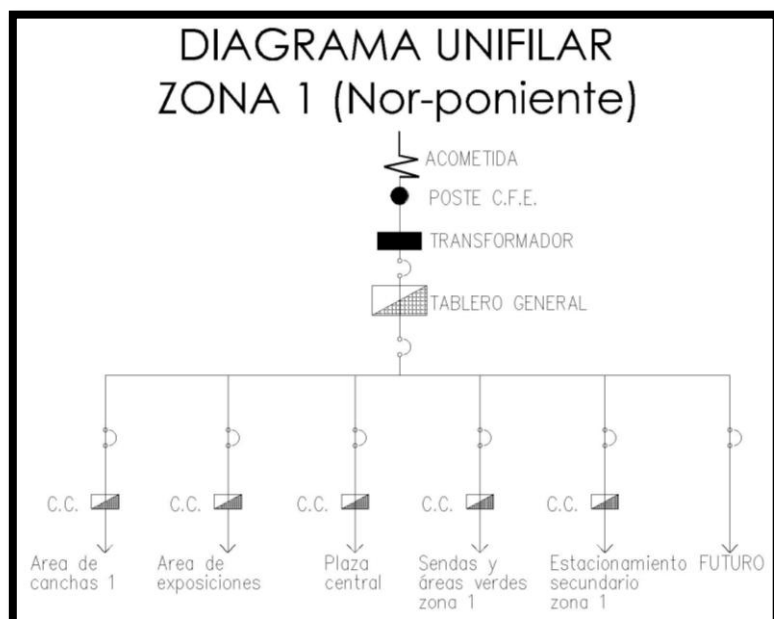 DIAGRAMA UNIFILAR
ZONA 1 (Nor-poniente)
ACOMETIDA
POSTE C.F.E.
TRANSFORMADOR
TABLERO GENERAL
C.C.
C.C.
C.C.
C.C.
C.C.
Area de
canchas 1
Area de
exposiciones
Plaza
central
Sendas y
áreas verdes
zona 1
Estacionamiento
secundario
zona 1
FUTURO